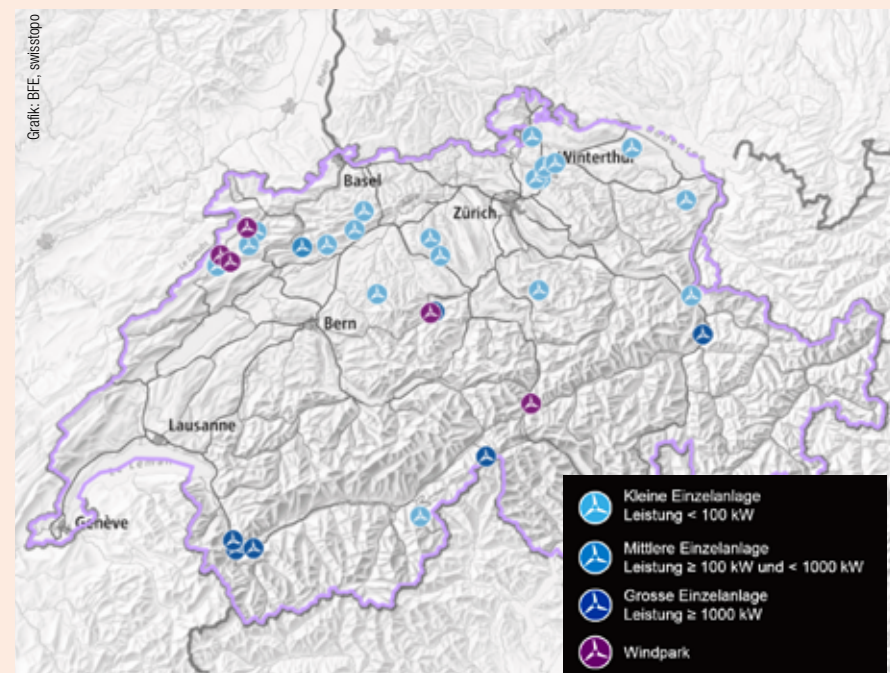 Grafik: BFE, swisstopo
Winterthur
Basel
Zürich
Bern
Lausanne
Genève
Kleine Einzelanlage
Leistung < 100 kW
Mittlere Einzelanlage
Leistung ≥ 100 kW und < 1000 kW
Grosse Einzelanlage
Leistung ≥ 1000 kW
Windpark